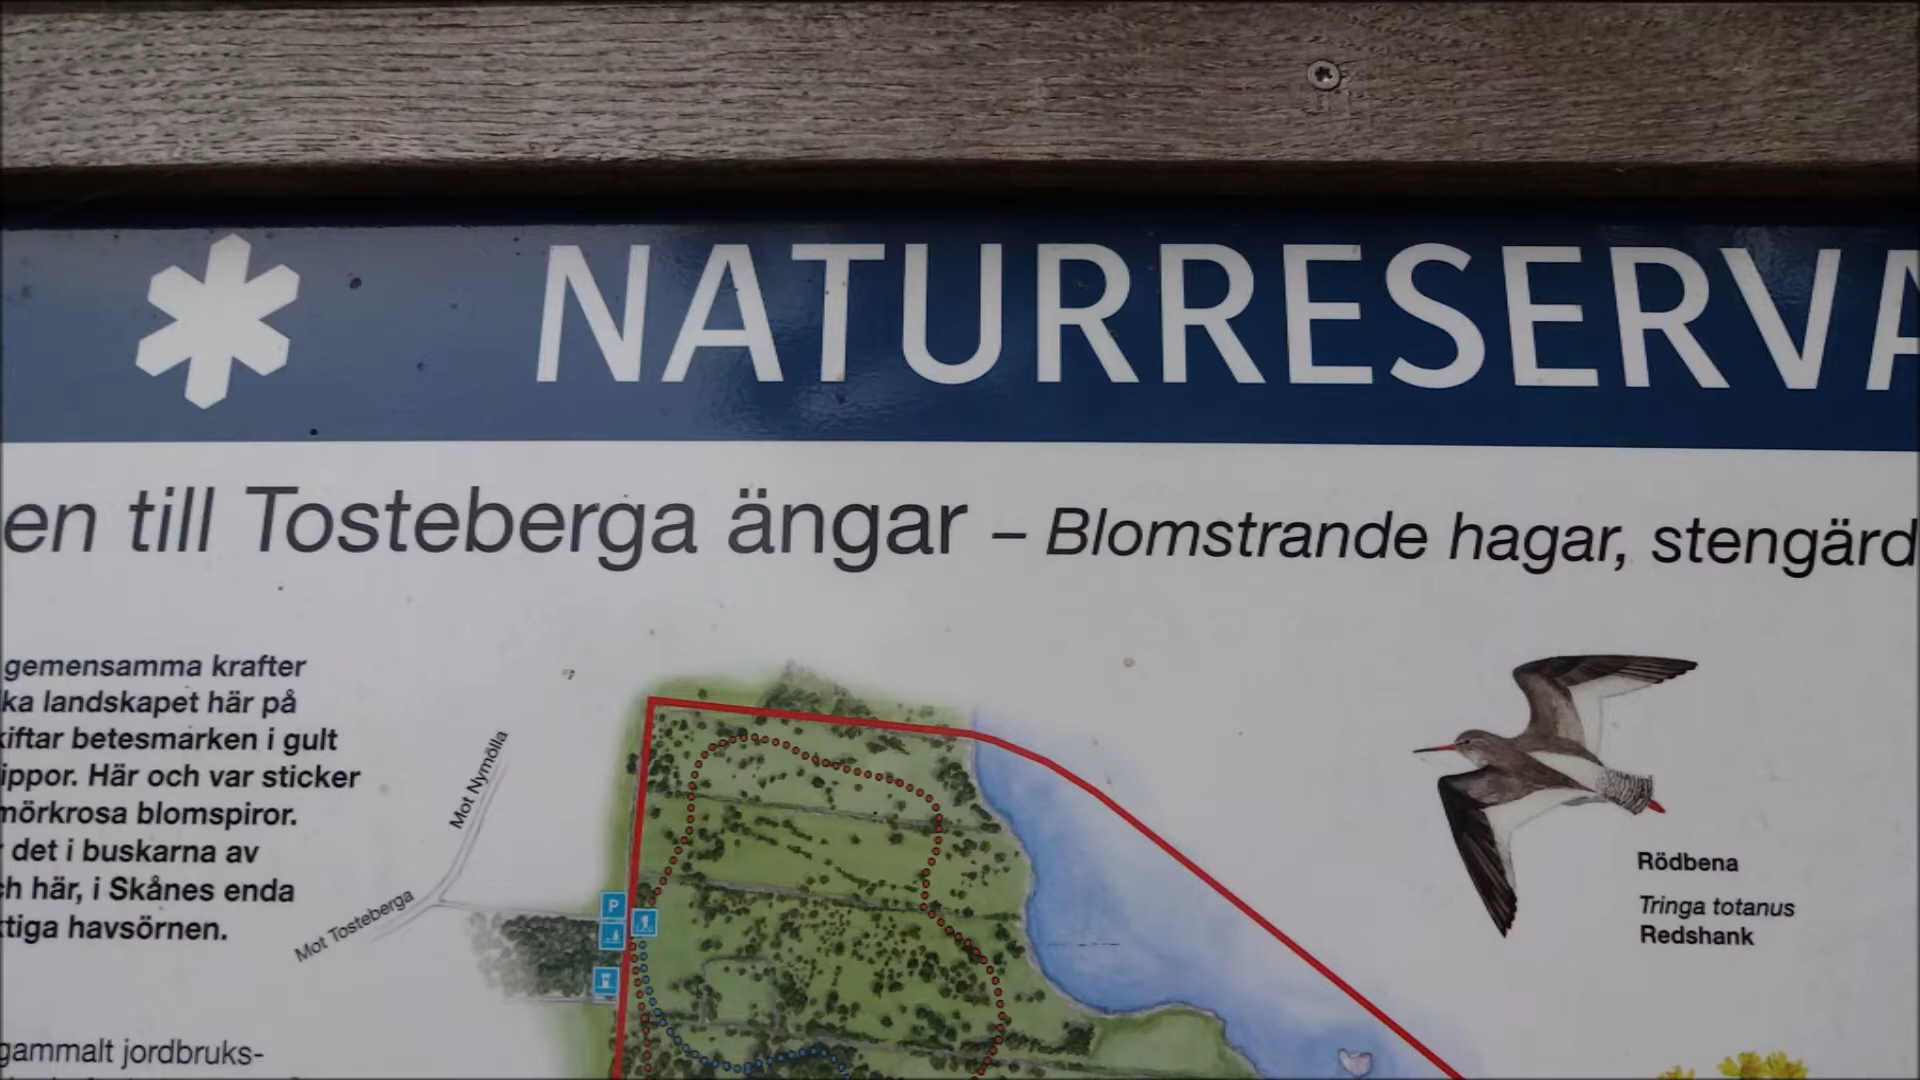 NATURRESERVA
en till Tosteberga ängar – Blomstrande hagar, stengärd
gemensamma krafter
ka landskapet här på
kiftar betesmarken i gult
ippor. Här och var sticker
mörkrosa blomspiror.
det i buskarna av
ch här, i Skånes enda
ktiga havsörnen.
gammalt jordbruks-
Mot Nymölla
Mot Tosteberga
P
Rödbena
Tringa totanus
Redshank